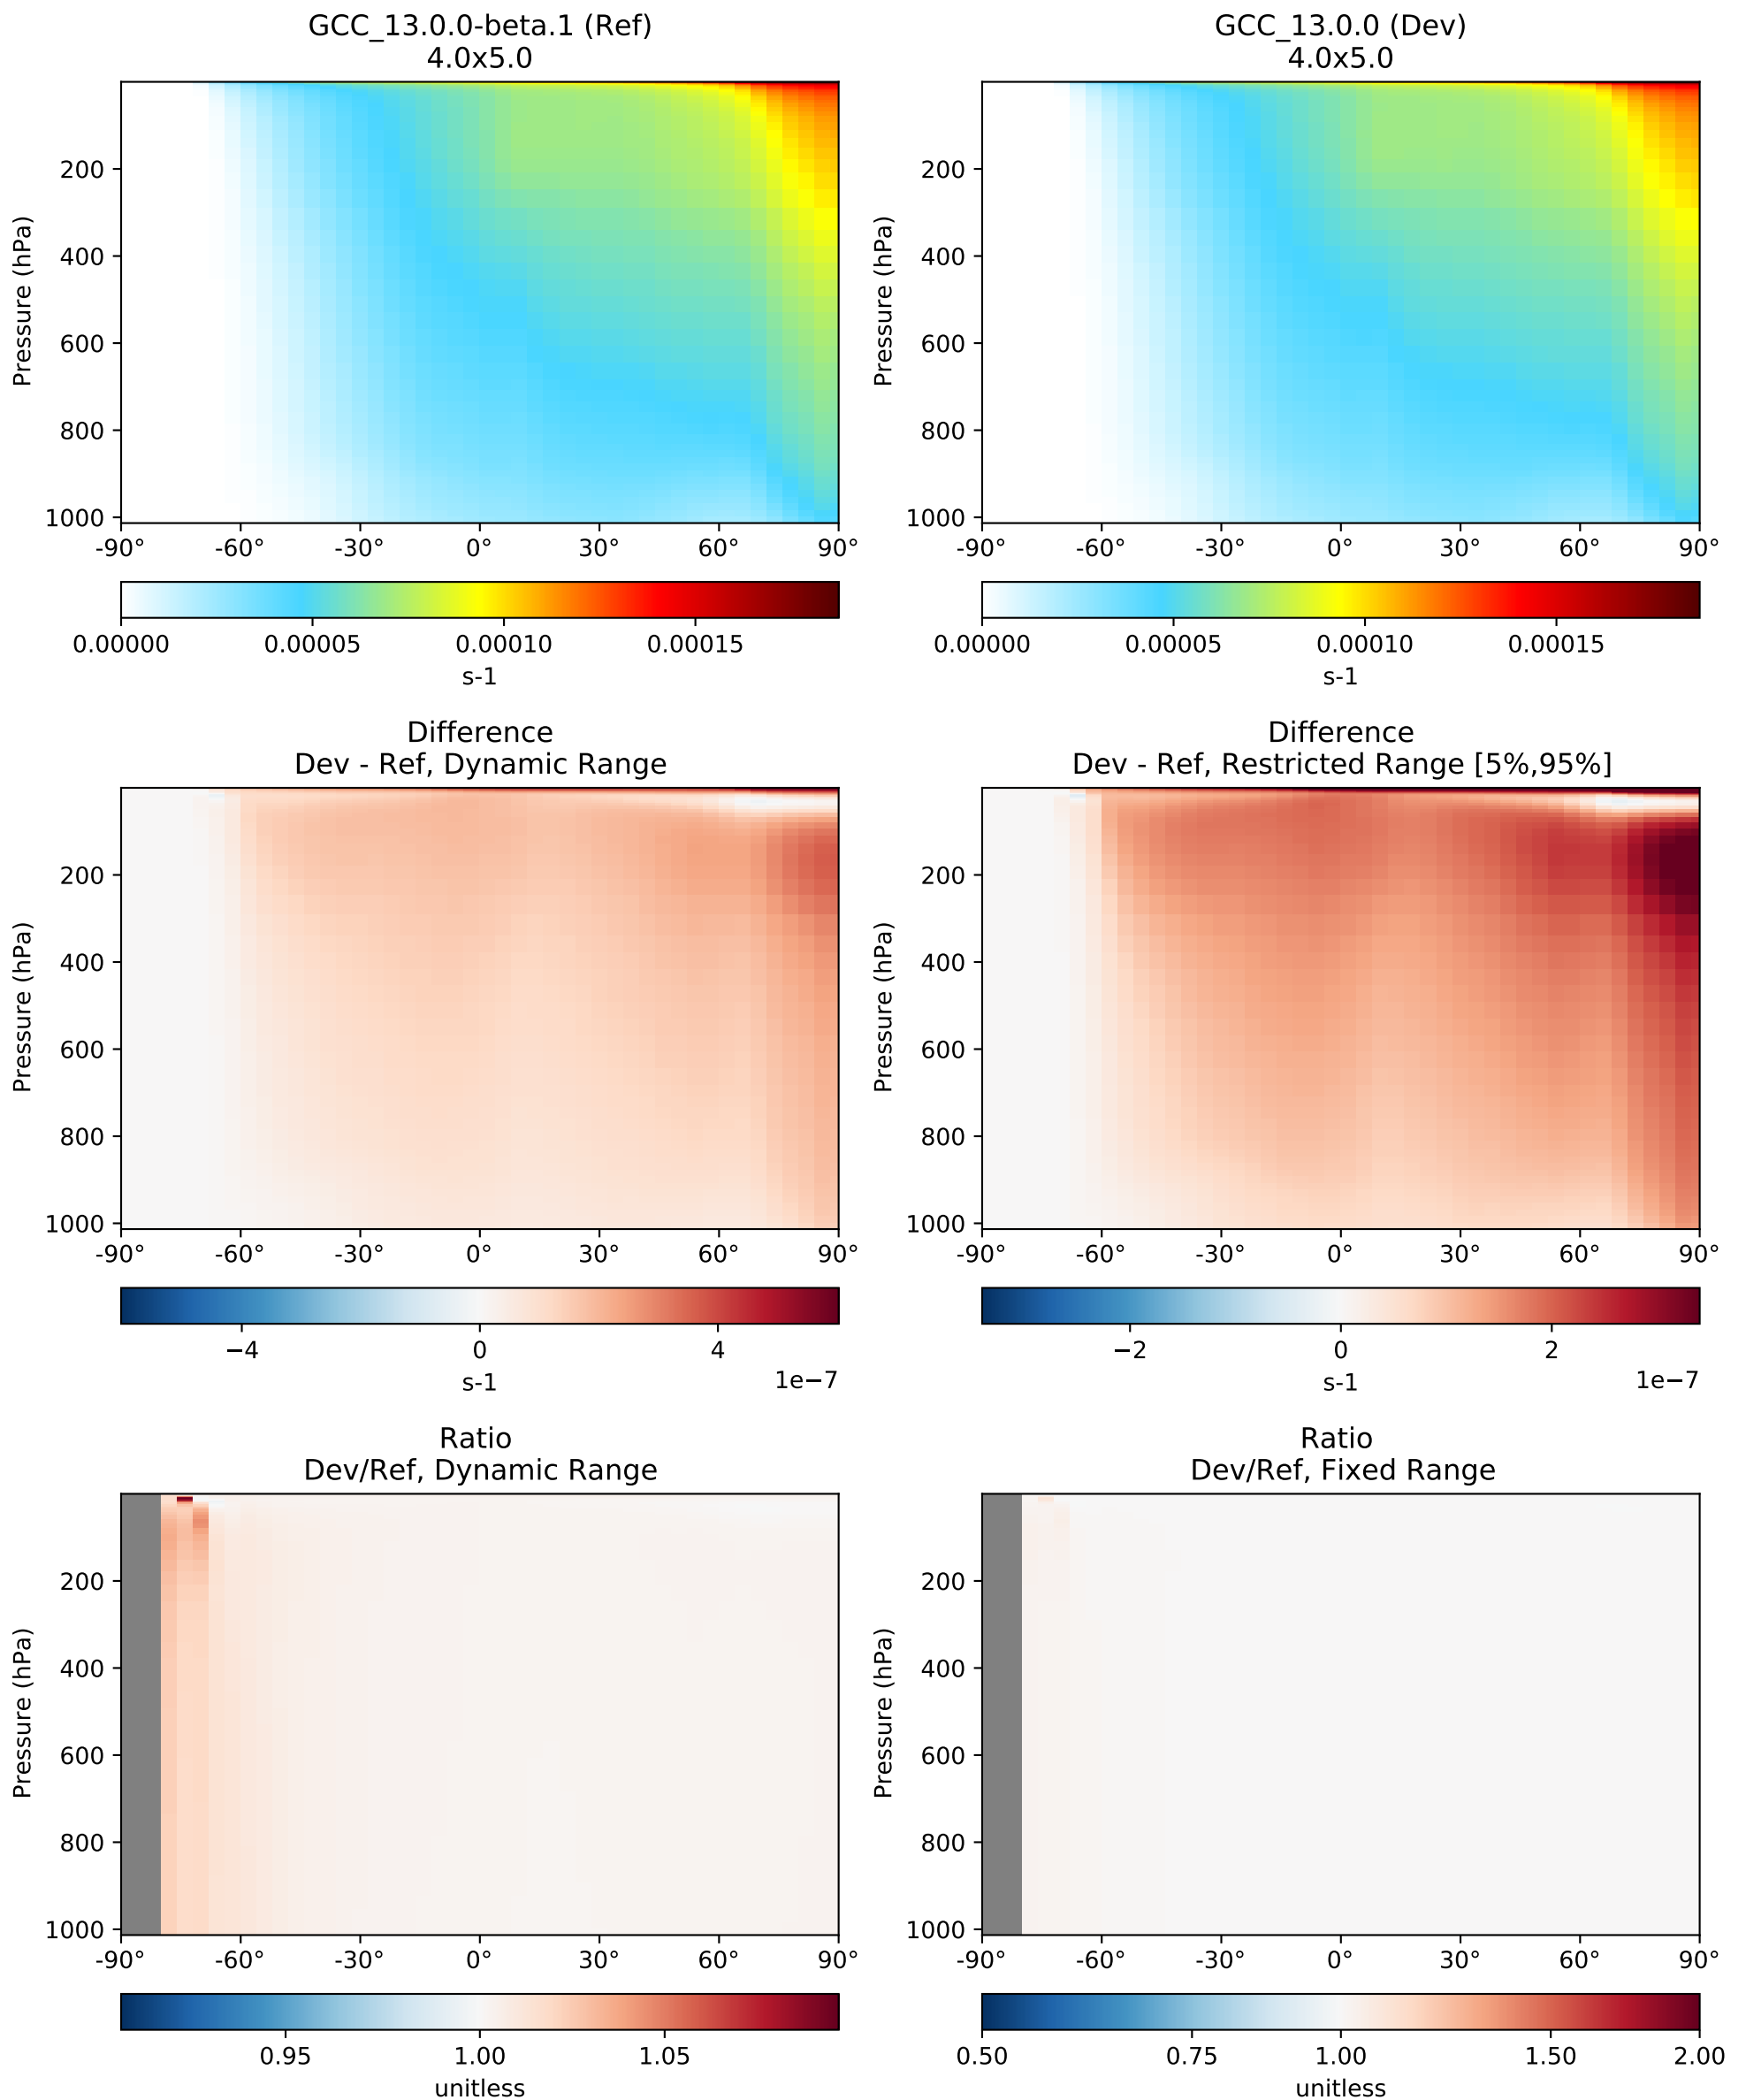 GCC_13.0.0-beta.1 (Ref)
4.0x5.0
GCC_13.0.0 (Dev)
4.0x5.0
Pressure (hPa)
200
400
600
800
1000
-90° -60° -30° 0° 30° 60° 90°
0.00000 0.00005 0.00010 0.00015
s-1
Pressure (hPa)
200
400
600
800
1000
-90° -60° -30° 0° 30° 60° 90°
0.00000 0.00005 0.00010 0.00015
s-1
Difference
Dev - Ref, Dynamic Range
Pressure (hPa)
200
400
600
800
1000
-90° -60° -30° 0° 30° 60° 90°
−4 0 4
s-1 1e−7
Difference
Dev - Ref, Restricted Range [5%,95%]
Pressure (hPa)
200
400
600
800
1000
-90° -60° -30° 0° 30° 60° 90°
−2 0 2
s-1 1e−7
Ratio
Dev/Ref, Dynamic Range
Pressure (hPa)
200
400
600
800
1000
-90° -60° -30° 0° 30° 60° 90°
0.95 1.00 1.05
unitless
Ratio
Dev/Ref, Fixed Range
Pressure (hPa)
200
400
600
800
1000
-90° -60° -30° 0° 30° 60° 90°
0.50 0.75 1.00 1.50 2.00
unitless